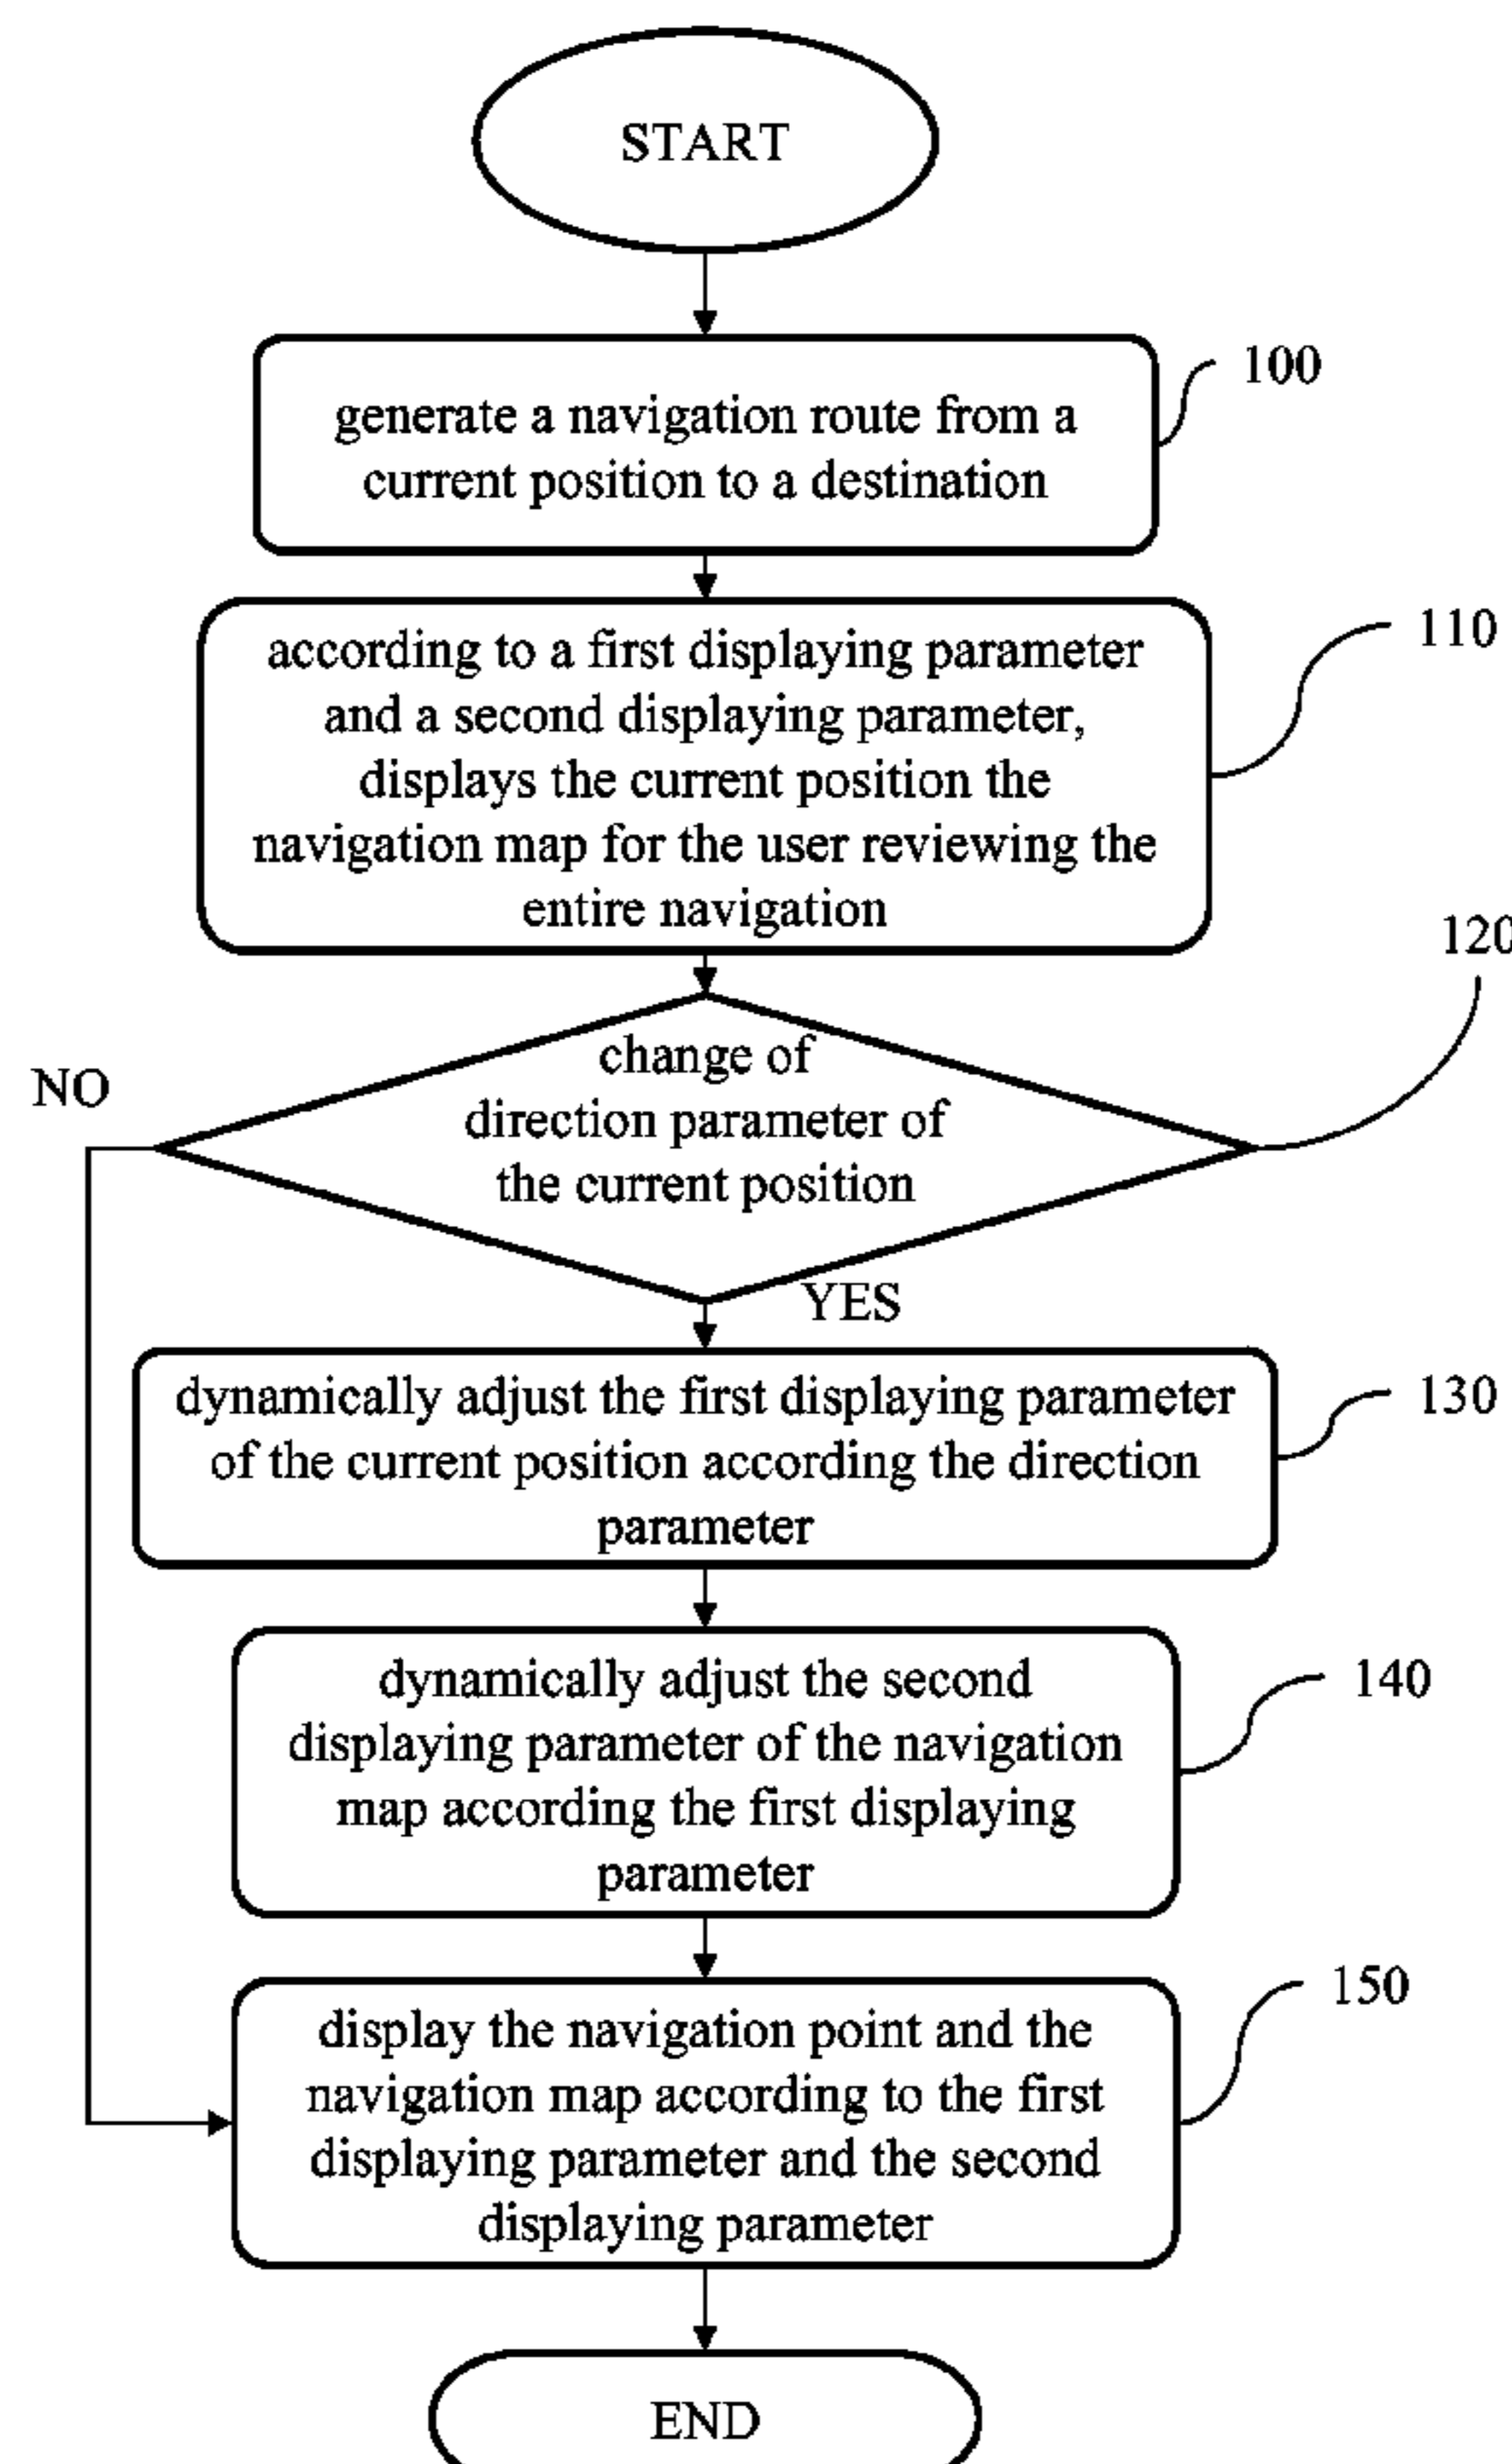 START
generate a navigation route from a
current position to a destination
100
according to a first displaying parameter
and a second displaying parameter,
displays the current position the
navigation map for the user reviewing the
entire navigation
110
120
change of
direction parameter of
the current position
NO
YES
dynamically adjust the first displaying parameter
of the current position according the direction
parameter
130
dynamically adjust the second
displaying parameter of the navigation
map according the first displaying
parameter
140
display the navigation point and the
navigation map according to the first
displaying parameter and the second
displaying parameter
150
END